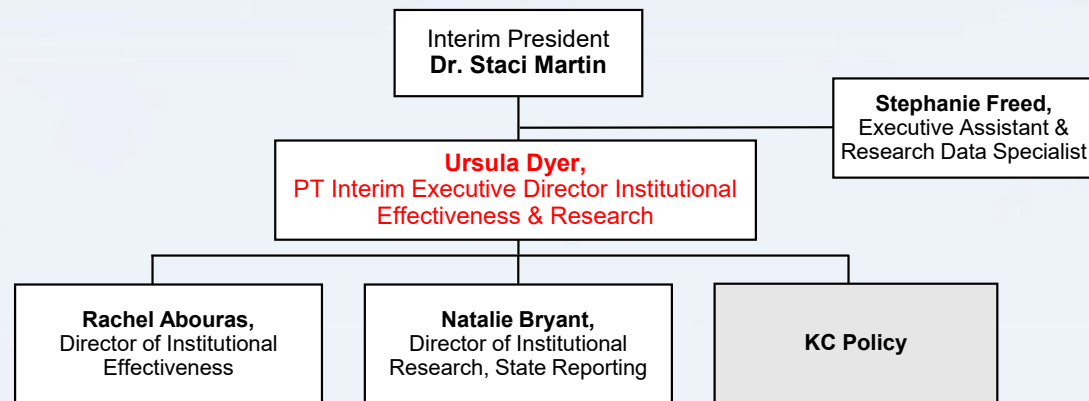 Interim President
Dr. Staci Martin
Stephanie Freed,
Executive Assistant &
Research Data Specialist
Ursula Dyer,
PT Interim Executive Director Institutional
Effectiveness & Research
Rachel Abouras,
Director of Institutional
Effectiveness
Natalie Bryant,
Director of Institutional
Research, State Reporting
KC Policy